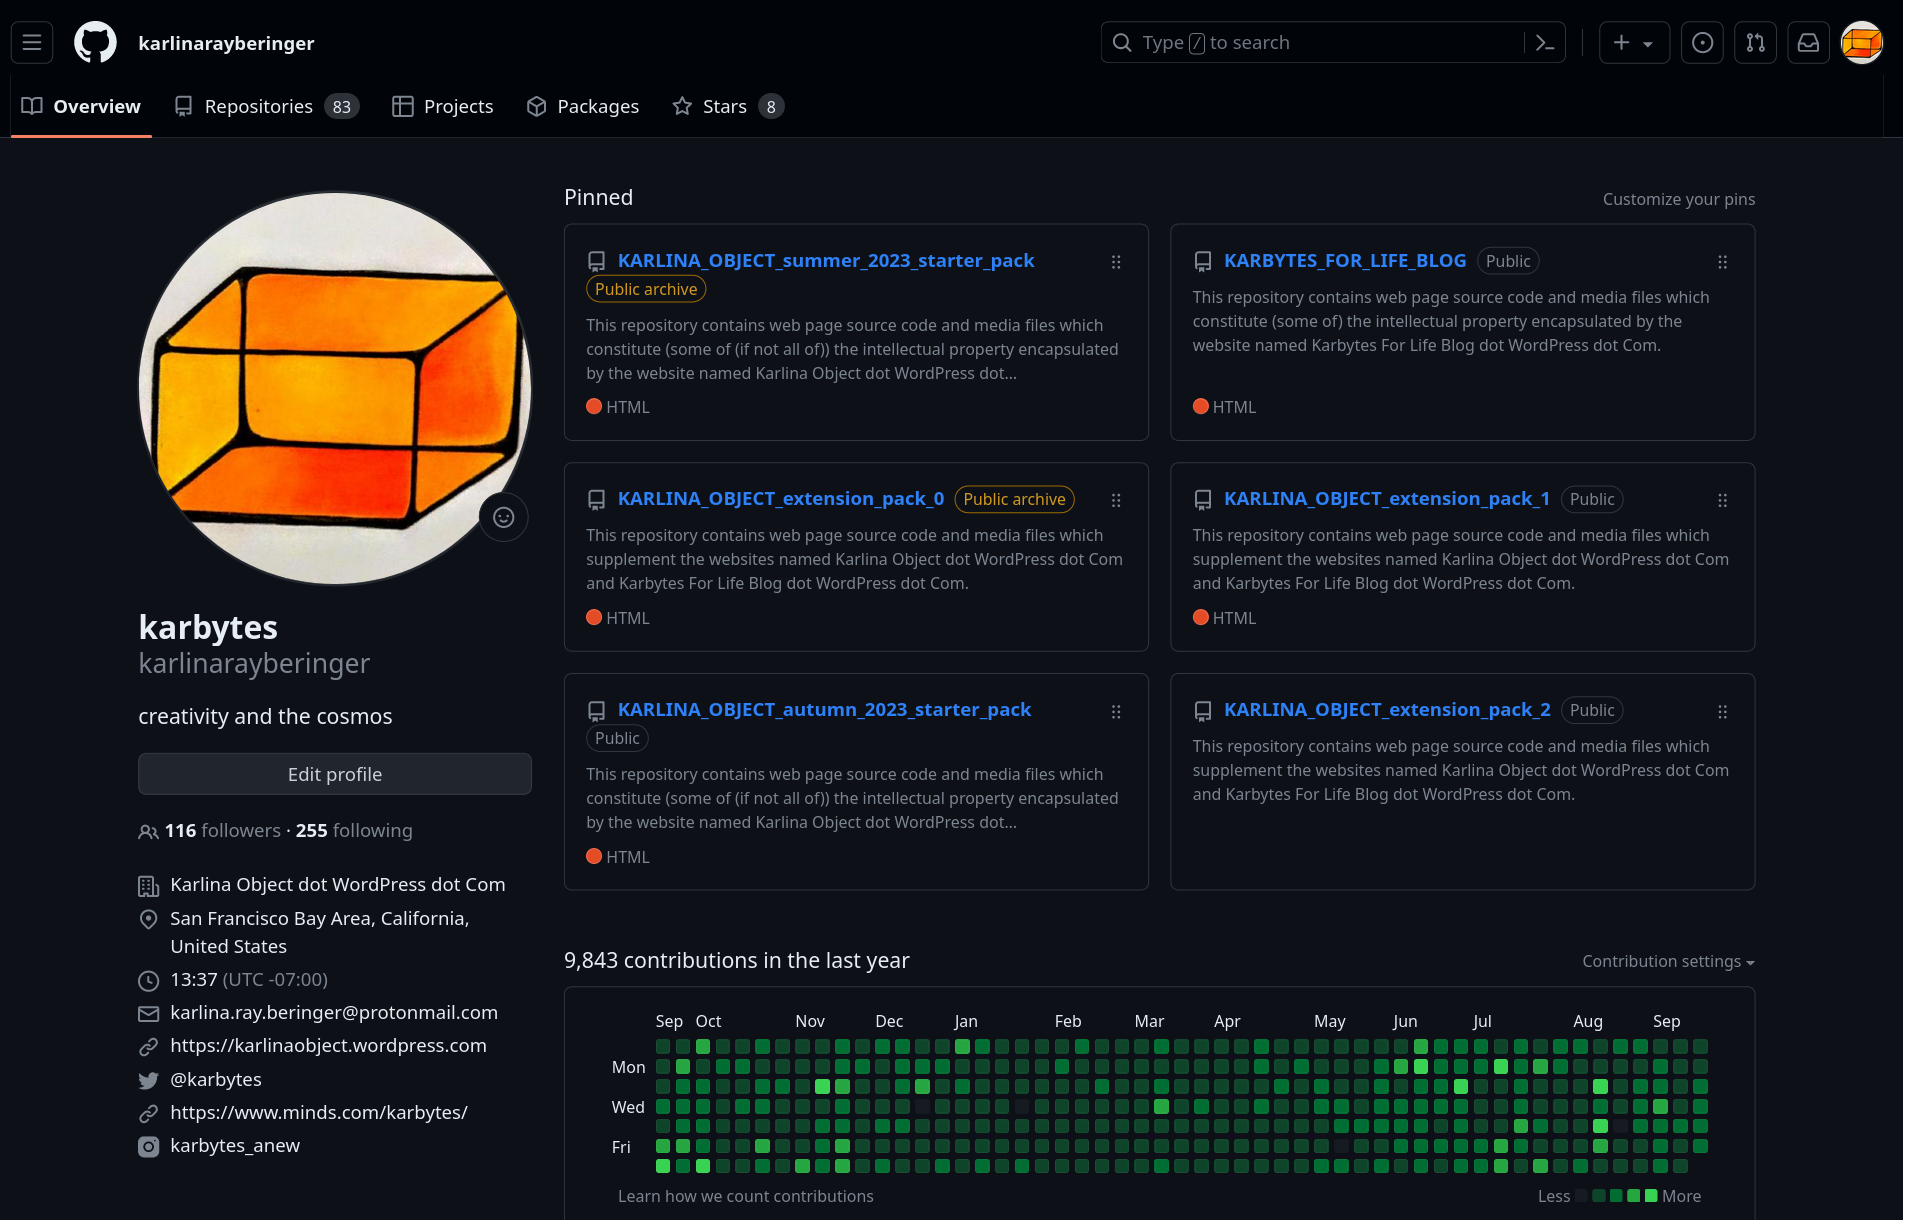 karlinarayberinger
Type / to search
Overview
Repositories 83
Projects
Packages
Stars 8
karbytes
karlinarayberinger
creativity and the cosmos
Edit profile
116 followers · 255 following
Karlina Object dot WordPress dot Com
San Francisco Bay Area, California,
United States
13:37 (UTC -07:00)
karlina.ray.beringer@protonmail.com
https://karlinaobject.wordpress.com
@karbytes
https://www.minds.com/karbytes/
karbytes_anew
Pinned
Customize your pins
KARLINA_OBJECT_summer_2023_starter_pack
Public archive
This repository contains web page source code and media files which
constitute (some of (if not all of)) the intellectual property encapsulated
by the website named Karlina Object dot WordPress dot...
HTML
KARBYTES_FOR_LIFE_BLOG Public
This repository contains web page source code and media files which
constitute (some of) the intellectual property encapsulated by the
website named Karbytes For Life Blog dot WordPress dot Com.
HTML
KARLINA_OBJECT_extension_pack_0 Public archive
This repository contains web page source code and media files which
supplement the websites named Karlina Object dot WordPress dot Com
and Karbytes For Life Blog dot WordPress dot Com.
HTML
KARLINA_OBJECT_extension_pack_1 Public
This repository contains web page source code and media files which
supplement the websites named Karlina Object dot WordPress dot Com
and Karbytes For Life Blog dot WordPress dot Com.
HTML
KARLINA_OBJECT_autumn_2023_starter_pack
Public
This repository contains web page source code and media files which
constitute (some of (if not all of)) the intellectual property encapsulated
by the website named Karlina Object dot WordPress dot...
HTML
KARLINA_OBJECT_extension_pack_2 Public
This repository contains web page source code and media files which
supplement the websites named Karlina Object dot WordPress dot Com
and Karbytes For Life Blog dot WordPress dot Com.
9,843 contributions in the last year
Contribution settings
Sep Oct Nov Dec Jan Feb Mar Apr May Jun Jul Aug Sep
Mon
Wed
Fri
Learn how we count contributions
Less More